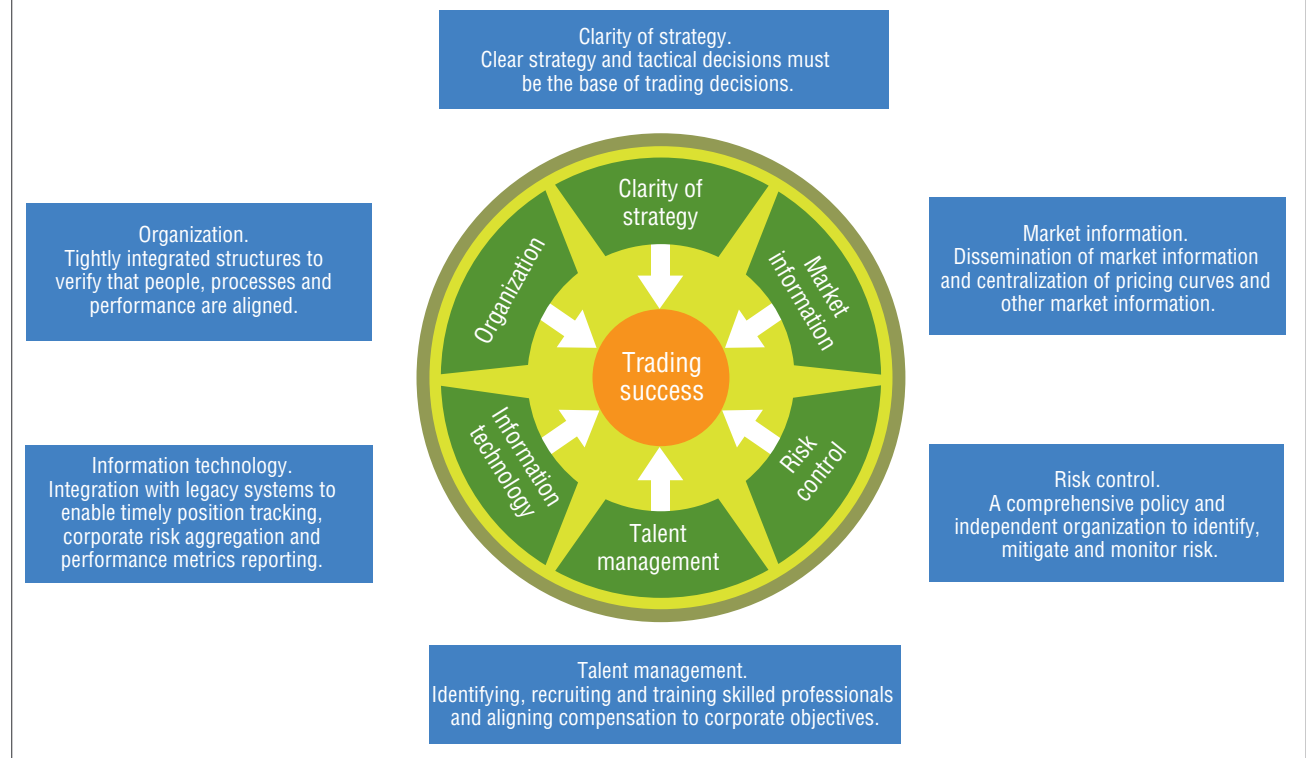 Clarity of strategy.
Clear strategy and tactical decisions must
be the base of trading decisions.
Organization.
Tightly integrated structures to
verify that people, processes and
performance are aligned.
Market information.
Dissemination of market information
and centralization of pricing curves and
other market information.
Clarity of
strategy
Organization
Market
information
Trading
success
Information
technology
Risk
control
Talent
management
Information technology.
Integration with legacy systems to
enable timely position tracking,
corporate risk aggregation and
performance metrics reporting.
Risk control.
A comprehensive policy and
independent organization to identify,
mitigate and monitor risk.
Talent management.
Identifying, recruiting and training skilled professionals
and aligning compensation to corporate objectives.